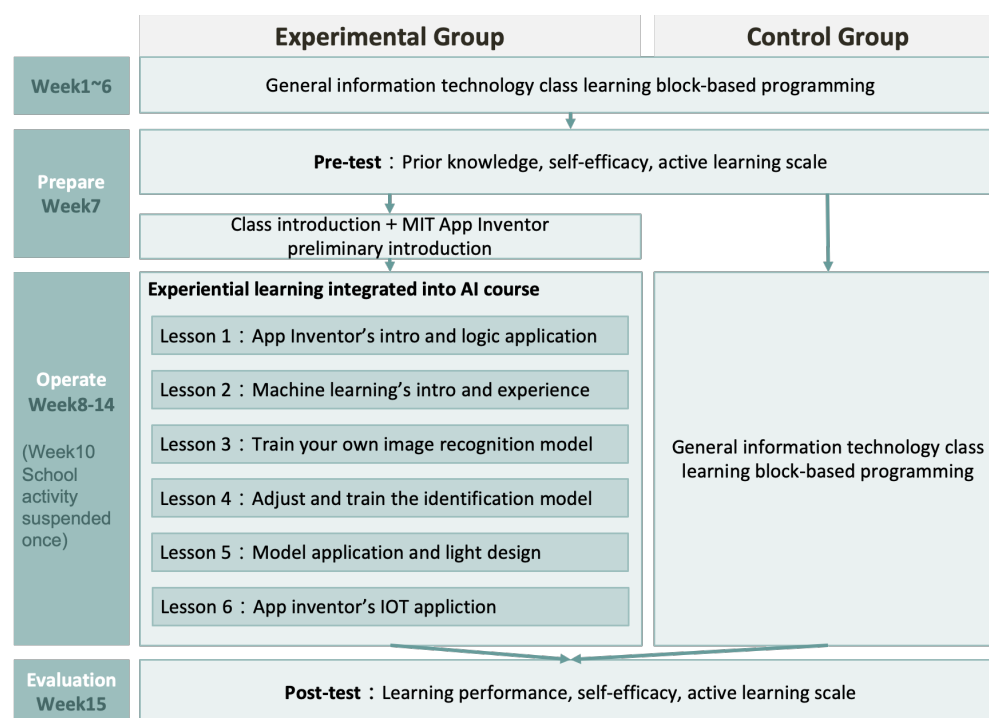 Experimental Group
Control Group
Week1~6
General information technology class learning block-based programming
Prepare
Week7
Pre-test：Prior knowledge, self-efficacy, active learning scale
Class introduction + MIT App Inventor
preliminary introduction
Operate
Week8-14
(Week10
School
activity
suspended
once)
Experiential learning integrated into AI course
Lesson 1：App Inventor’s intro and logic application
Lesson 2：Machine learning’s intro and experience
Lesson 3：Train your own image recognition model
Lesson 4：Adjust and train the identification model
Lesson 5：Model application and light design
Lesson 6：App inventor’s IOT appliction
General information technology class
learning block-based programming
Evaluation
Week15
Post-test：Learning performance, self-efficacy, active learning scale